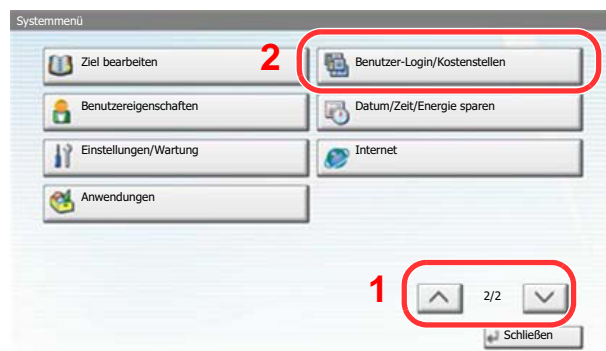 Systemmenü
Ziel bearbeiten
2
Benutzer-Login/Kostenstellen
Benutzereigenschaften
Datum/Zeit/Energie sparen
Einstellungen/Wartung
Internet
Anwendungen
1
2/2
Schließen